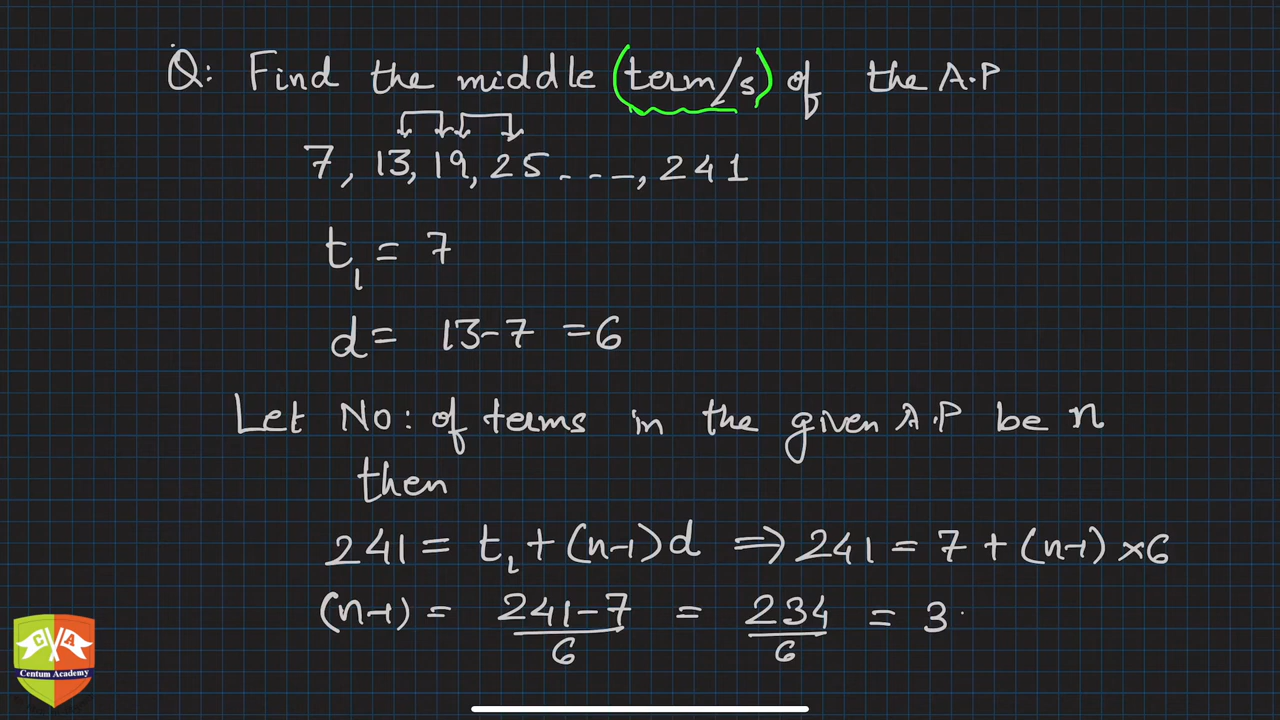 Q: Find the middle (term/s) of the A.P
7, 13, 19, 25 - - - -, 241
t₁ = 7
d = 13-7 = 6
Let No: of terms in the given A.P be n
then
241 = t₁ + (n-1)d ⇒ 241 = 7 + (n-1) ×6
(n-1) = (241-7)/6 = 234/6 = 3
C A
Centum Academy